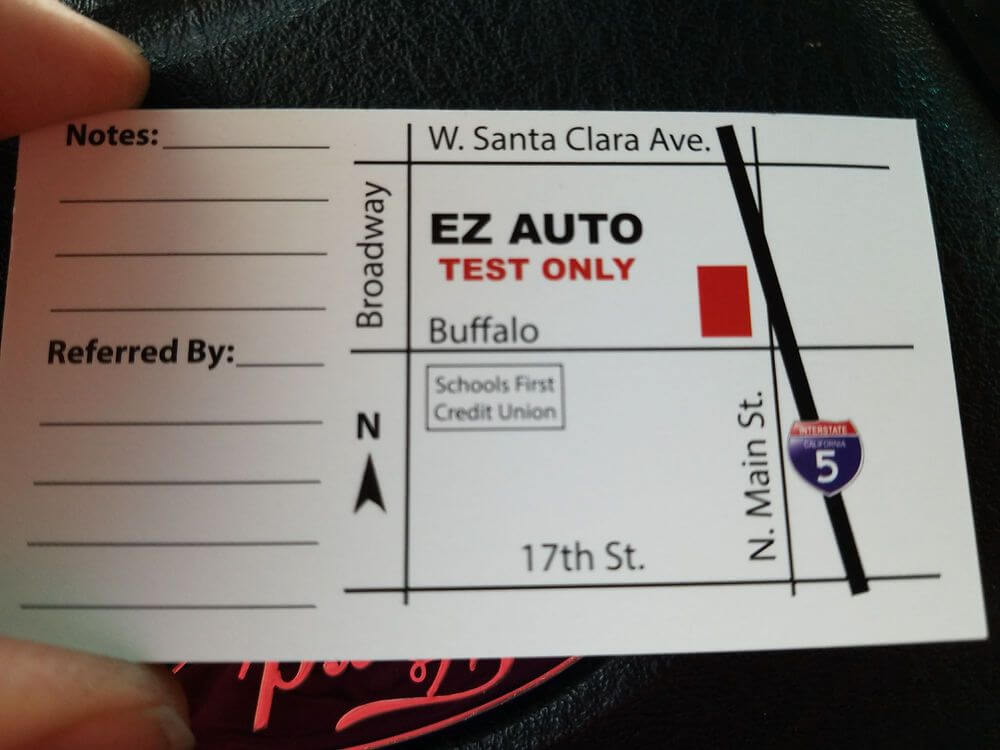 Notes:
Referred By:
W. Santa Clara Ave.
Broadway
EZ AUTO
TEST ONLY
Buffalo
Schools First
Credit Union
N
N. Main St.
INTERSTATE
CALIFORNIA
5
17th St.